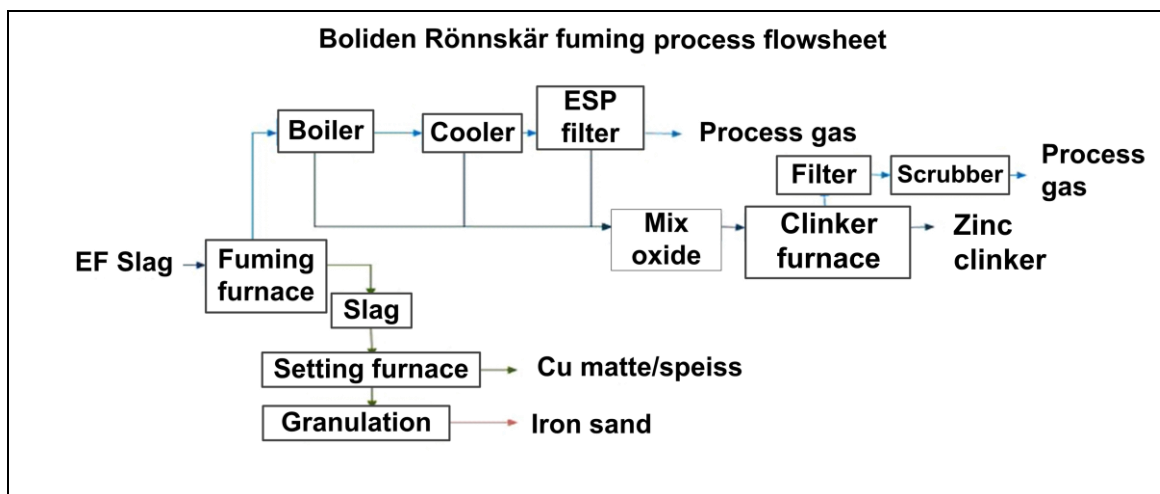 Boliden Rönnskär fuming process flowsheet
Boiler
Cooler
ESP
filter
Process gas
Filter
Scrubber
Process
gas
EF Slag
Fuming
furnace
Mix
oxide
Clinker
furnace
Zinc
clinker
Slag
Setting furnace
Cu matte/speiss
Granulation
Iron sand